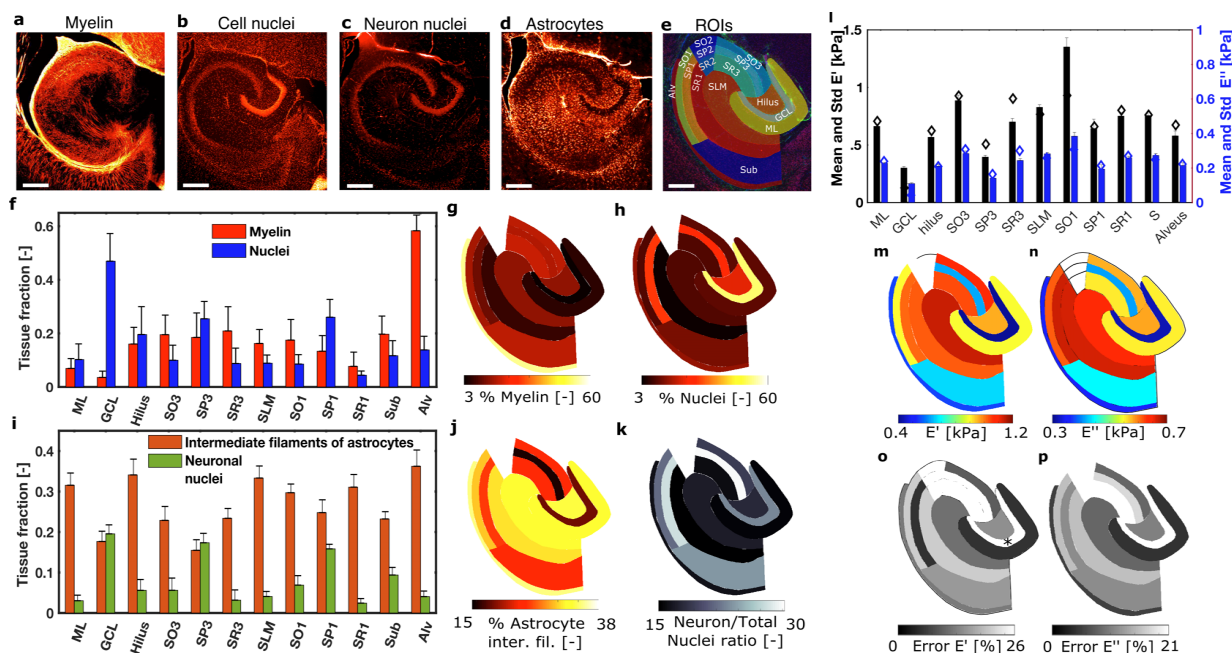 a Myelin
b Cell nuclei
c Neuron nuclei
d Astrocytes
e ROIs
SO1
SP1
SR1
Alv
SO2
SP2
SR2
SO3
SP3
SR3
SLM
Hilus
GCL
ML
Sub
f
Tissue fraction [-]
0.6
0.4
0.2
0
Myelin
Nuclei
ML GCL Hilus SO3 SP3 SR3 SLM SO1 SP1 SR1 Sub Alv
g
3 % Myelin [-] 60
h
3 % Nuclei [-] 60
i
Tissue fraction [-]
0.4
0.3
0.2
0.1
0
Intermediate filaments of astrocytes
Neuronal
nuclei
ML GCL Hilus SO3 SP3 SR3 SLM SO1 SP1 SR1 Sub Alv
j
15 % Astrocyte 38
inter. fil. [-]
k
15 Neuron/Total 30
Nuclei ratio [-]
l
Mean and Std E' [kPa]
1.5
1
.5
0
Mean and Std E'' [kPa]
1
0.8
0.6
0.4
0.2
0
ML GCL hilus SO3 SP3 SR3 SLM SO1 SP1 SR1 S Alveus
m
0.4 E' [kPa] 1.2
n
0.3 E'' [kPa] 0.7
o
*
0 Error E' [%] 26
p
0 Error E'' [%] 21